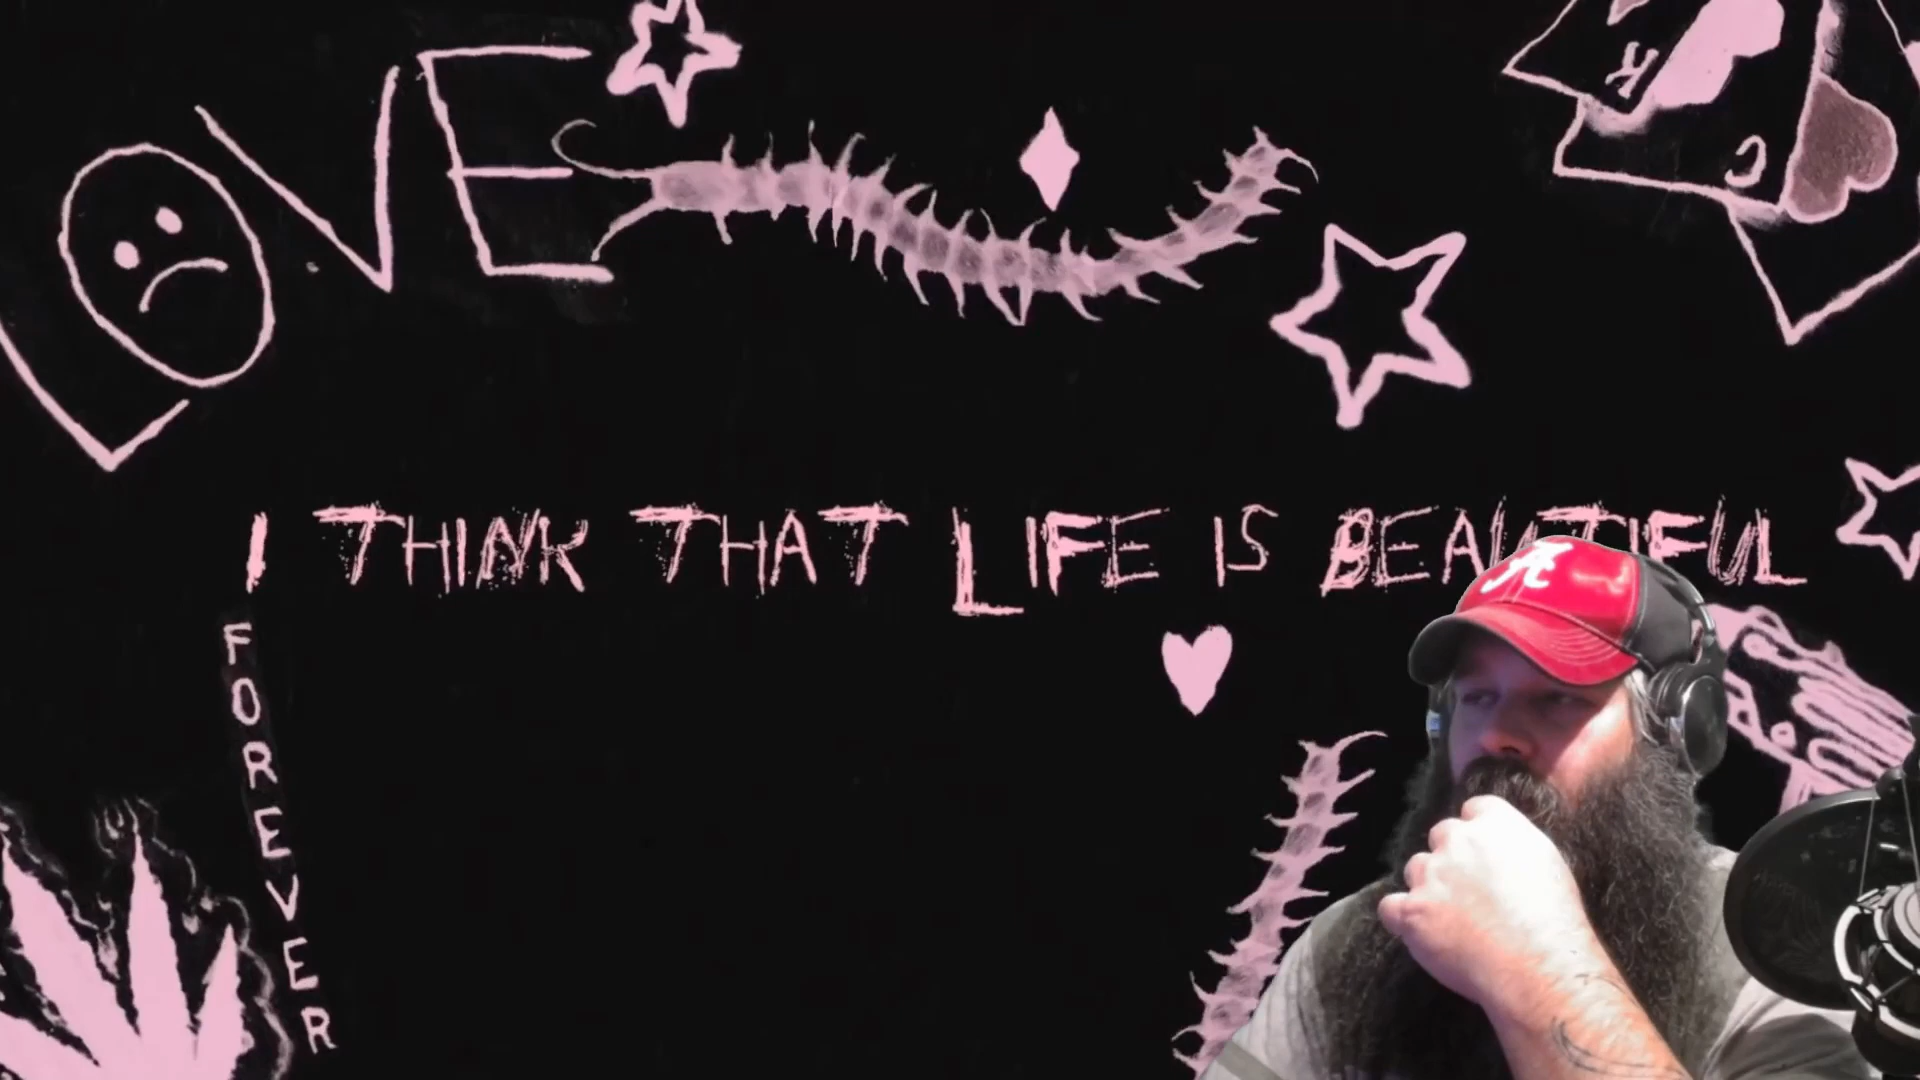 LOVE
I THINK THAT LIFE IS BEAUTIFUL
FOREVER
K
A